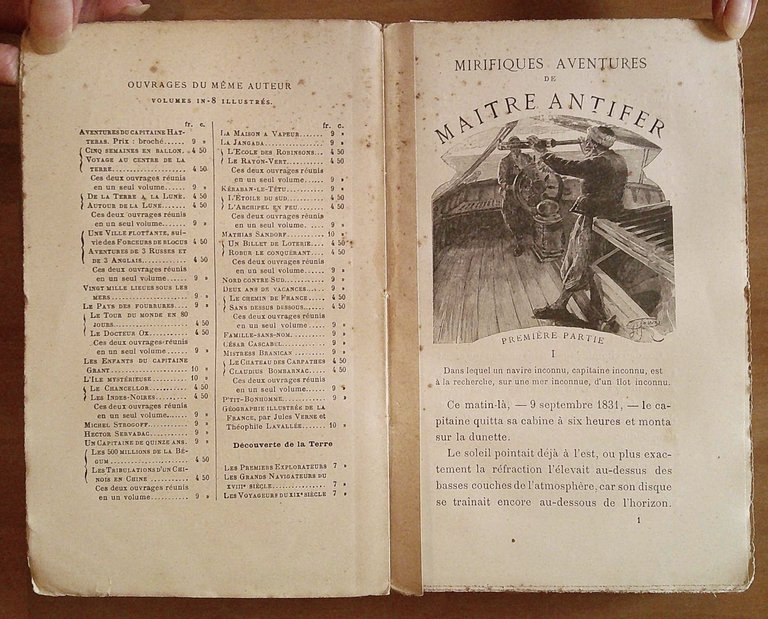 OUVRAGES DU MÊME AUTEUR
VOLUMES IN-8 ILLUSTRÉS.
fr. c.
AVENTURES DU CAPITAINE HAT-
TERAS. Prix : broché...... 9 »
CINQ SEMAINES EN BALLON. 4 50
VOYAGE AU CENTRE DE LA
TERRE.................. 4 50
Ces deux ouvrages réunis
en un seul volume...... 9 »
DE LA TERRE A LA LUNE. 4 50
AUTOUR DE LA LUNE...... 4 50
Ces deux ouvrages réunis
en un seul volume...... 9 »
UNE VILLE FLOTTANTE, sui-
vie des FORCEURS DE BLOCUS 4 50
AVENTURES DE 3 RUSSES ET
DE 3 ANGLAIS........... 4 50
Ces deux ouvrages réunis
en un seul volume...... 9 »
VINGT MILLE LIEUES SOUS LES
MERS................... 9 »
LE PAYS DES FOURRURES.... 9 »
LE TOUR DU MONDE EN 80
JOURS.................. 4 50
LE DOCTEUR OX........... 4 50
Ces deux ouvrages réunis
en un seul volume...... 9 »
LES ENFANTS DU CAPITAINE
GRANT.................. 10 »
L'ILE MYSTÉRIEUSE........ 10 »
LE CHANCELLOR.......... 4 50
LES INDES-NOIRES......... 4 50
Ces deux ouvrages réunis
en un seul volume........ 9 »
MICHEL STROGOFF.......... 9 »
HECTOR SERVADAC.......... 9 »
UN CAPITAINE DE QUINZE ANS. 9 »
LES 500 MILLIONS DE LA BÉ-
GUM.................... 4 50
LES TRIBULATIONS D'UN CHI-
NOIS EN CHINE........... 4 50
Ces deux ouvrages réunis
en un volume............ 9 »
fr. c.
LA MAISON A VAPEUR........ 9 »
LA JANGADA............... 9 »
L'ÉCOLE DES ROBINSONS... 4 50
LE RAYON-VERT........... 4 50
Ces deux ouvrages réunis
en un seul volume....... 9 »
KÉRABAN-LE-TÊTU.......... 9 »
L'ÉTOILE DU SUD.......... 4 50
L'ARCHIPEL EN FEU........ 4 50
Ces deux ouvrages réunis
en un seul volume. .... 9 »
MATHIAS SANDORF.......... 10 »
UN BILLET DE LOTERIE.... 4 50
ROBUR LE CONQUÉRANT..... 4 50
Ces deux ouvrages réunis
en un seul volume....... 9 »
NORD CONTRE SUD........... 9 »
DEUX ANS DE VACANCES..... 9 »
LE CHEMIN DE FRANCE..... 4 50
SANS DESSUS DESSOUS...... 4 50
Ces deux ouvrages réunis
en un seul volume ..... 9 »
FAMILLE-SANS-NOM.......... 9 »
CÉSAR CASCABEL............ 9 »
MISTRESS BRANICAN ........ 9 »
LE CHATEAU DES CARPATHES 4 50
CLAUDIUS BOMBARNAC....... 4 50
Ces deux ouvrages réunis
en un seul volume....... 9 »
P'TIT-BONHOMME............ 9 »
GÉOGRAPHIE ILLUSTRÉE DE LA
FRANCE, par Jules VERNE et
Théophile LAVALLÉE....... 10 »
Découverte de la Terre
LES PREMIERS EXPLORATEURS 7 »
LES GRANDS NAVIGATEURS DU
XVIIIe SIÈCLE............. 7 »
LES VOYAGEURS DU XIXe SIÈCLE 7 »
MIRIFIQUES AVENTURES
DE
MAITRE ANTIFER
PREMIÈRE PARTIE
I
Dans lequel un navire inconnu, capitaine inconnu, est
à la recherche, sur une mer inconnue, d'un îlot inconnu.
Ce matin-là, — 9 septembre 1831, — le ca-
pitaine quitta sa cabine à six heures et monta
sur la dunette.
Le soleil pointait déjà à l'est, ou plus exac-
tement la réfraction l'élevait au-dessus des
basses couches de l'atmosphère, car son disque
se traînait encore au-dessous de l'horizon.
1